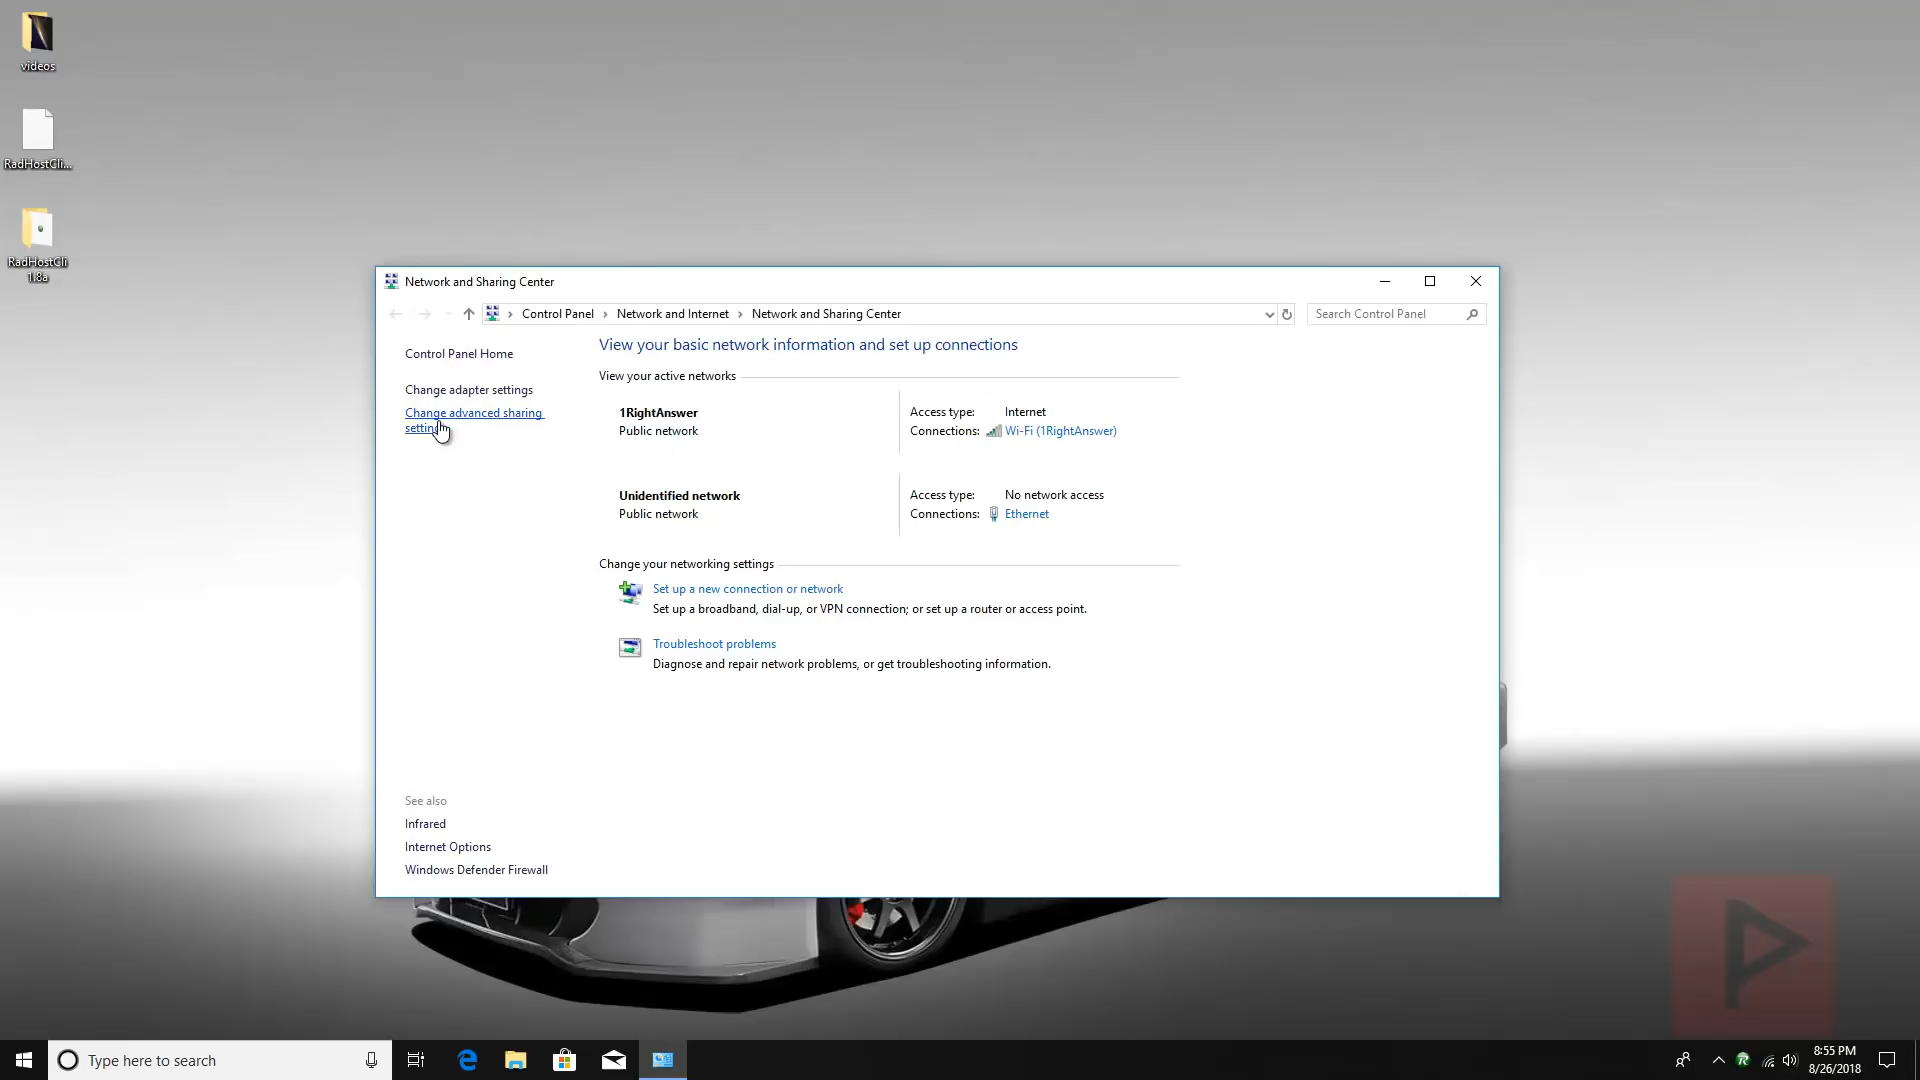 videos
RadHostCli...
RadHostCli
1.8a
Network and Sharing Center
Control Panel > Network and Internet > Network and Sharing Center
Search Control Panel
Control Panel Home
Change adapter settings
Change advanced sharing
View your basic network information and set up connections
View your active networks
1RightAnswer
Public network
Access type: Internet
Connections: Wi-Fi (1RightAnswer)
Unidentified network
Public network
Access type: No network access
Connections: Ethernet
Change your networking settings
Set up a new connection or network
Set up a broadband, dial-up, or VPN connection; or set up a router or access point.
Troubleshoot problems
Diagnose and repair network problems, or get troubleshooting information.
See also
Infrared
Internet Options
Windows Defender Firewall
Type here to search
8:55 PM
8/26/2018